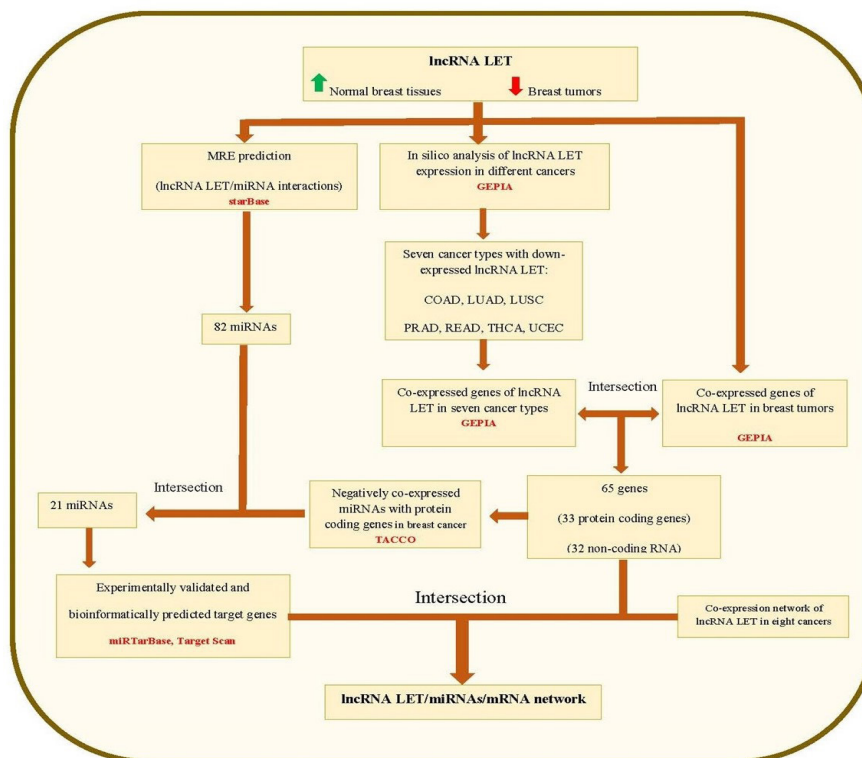 lncRNA LET
Normal breast tissues
Breast tumors
MRE prediction
(lncRNA LET/miRNA interactions)
starBase
In silico analysis of lncRNA LET
expression in different cancers
GEPIA
Seven cancer types with down-
expressed lncRNA LET:
COAD, LUAD, LUSC
PRAD, READ, THCA, UCEC
82 miRNAs
Co-expressed genes of lncRNA
LET in seven cancer types
GEPIA
Intersection
Co-expressed genes of
lncRNA LET in breast tumors
GEPIA
21 miRNAs
Intersection
Negatively co-expressed
miRNAs with protein
coding genes in breast cancer
TACCO
65 genes
(33 protein coding genes)
(32 non-coding RNA)
Experimentally validated and
bioinformatically predicted target genes
miRTarBase, Target Scan
Intersection
Co-expression network of
lncRNA LET in eight cancers
lncRNA LET/miRNAs/mRNA network